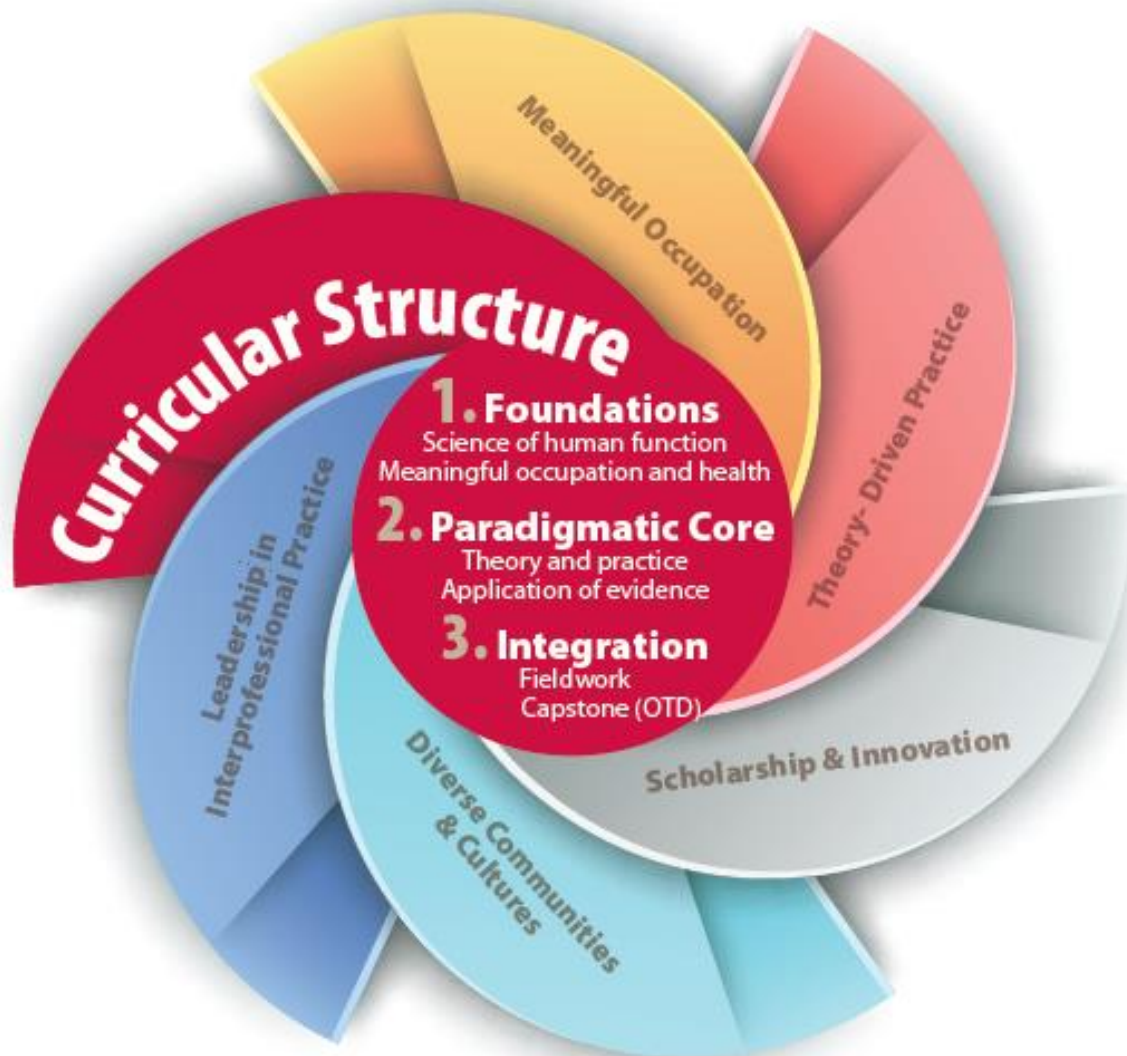 Curricular Structure
1. Foundations
Science of human function
Meaningful occupation and health
2. Paradigmatic Core
Theory and practice
Application of evidence
3. Integration
Fieldwork
Capstone (OTD)
Meaningful Occupation
Theory- Driven Practice
Scholarship & Innovation
Diverse Communities
& Cultures
Leadership in
Interprofessional Practice